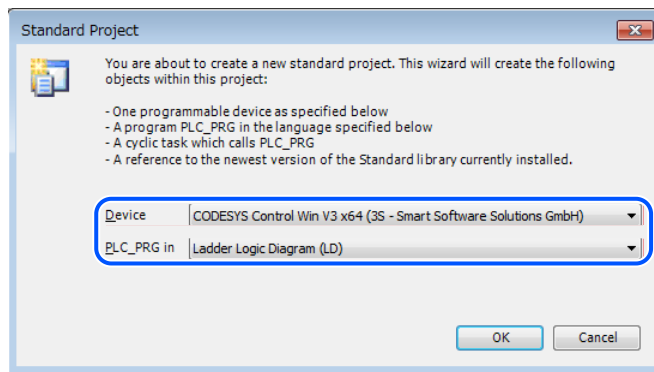 Standard Project
You are about to create a new standard project. This wizard will create the following
objects within this project:
- One programmable device as specified below
- A program PLC_PRG in the language specified below
- A cyclic task which calls PLC_PRG
- A reference to the newest version of the Standard library currently installed.
Device CODESYS Control Win V3 x64 (3S - Smart Software Solutions GmbH)
PLC_PRG in Ladder Logic Diagram (LD)
OK Cancel